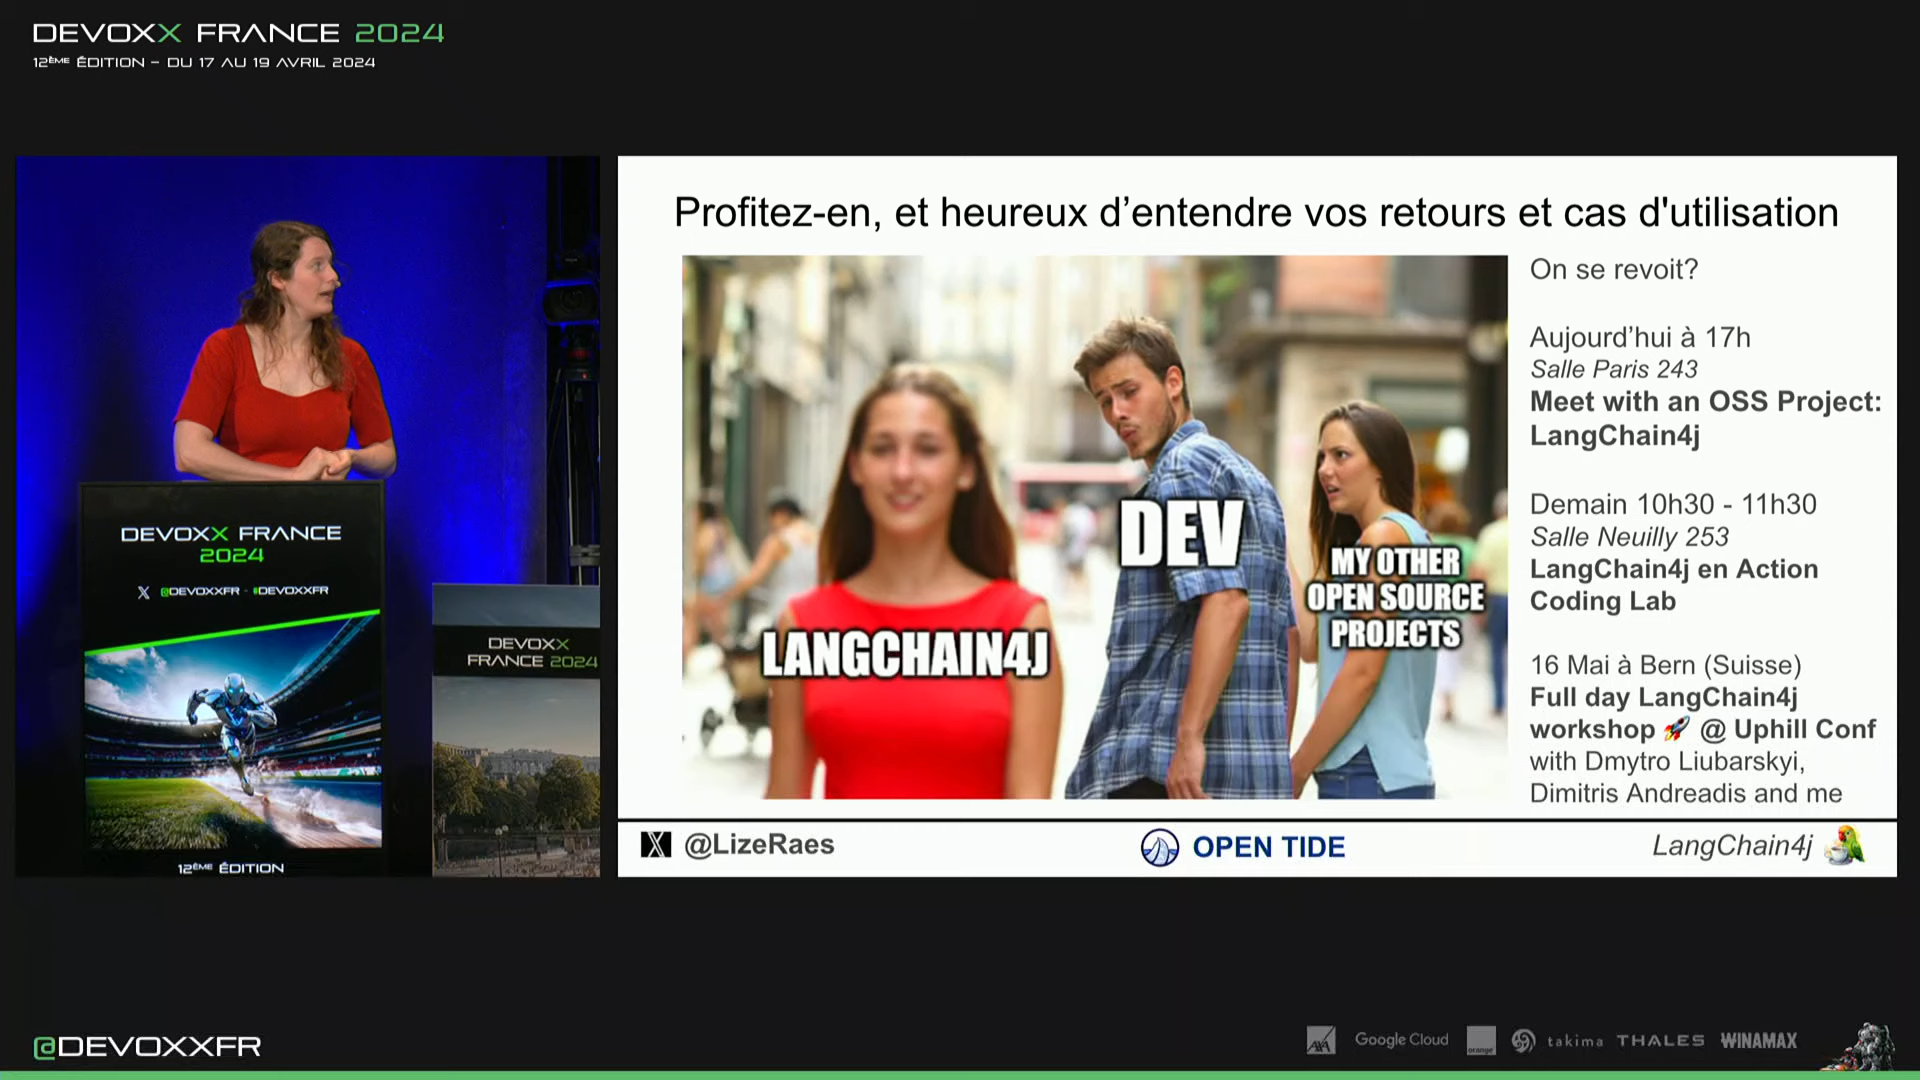 DEVOXX FRANCE 2024
12ÈME ÉDITION – DU 17 AU 19 AVRIL 2024
DEVOXX FRANCE
2024
X @DEVOXXFR - #DEVOXXFR
12ÈME ÉDITION
DEVOXX
FRANCE 2024
Profitez-en, et heureux d’entendre vos retours et cas d'utilisation
LANGCHAIN4J
DEV
MY OTHER
OPEN SOURCE
PROJECTS
On se revoit?
Aujourd’hui à 17h
Salle Paris 243
Meet with an OSS Project:
LangChain4j
Demain 10h30 - 11h30
Salle Neuilly 253
LangChain4j en Action
Coding Lab
16 Mai à Bern (Suisse)
Full day LangChain4j
workshop 🚀 @ Uphill Conf
with Dmytro Liubarskyi,
Dimitris Andreadis and me
X @LizeRaes
OPEN TIDE
LangChain4j
@DEVOXXFR
AXA
Google Cloud
orange
takima
THALES
WINAMAX